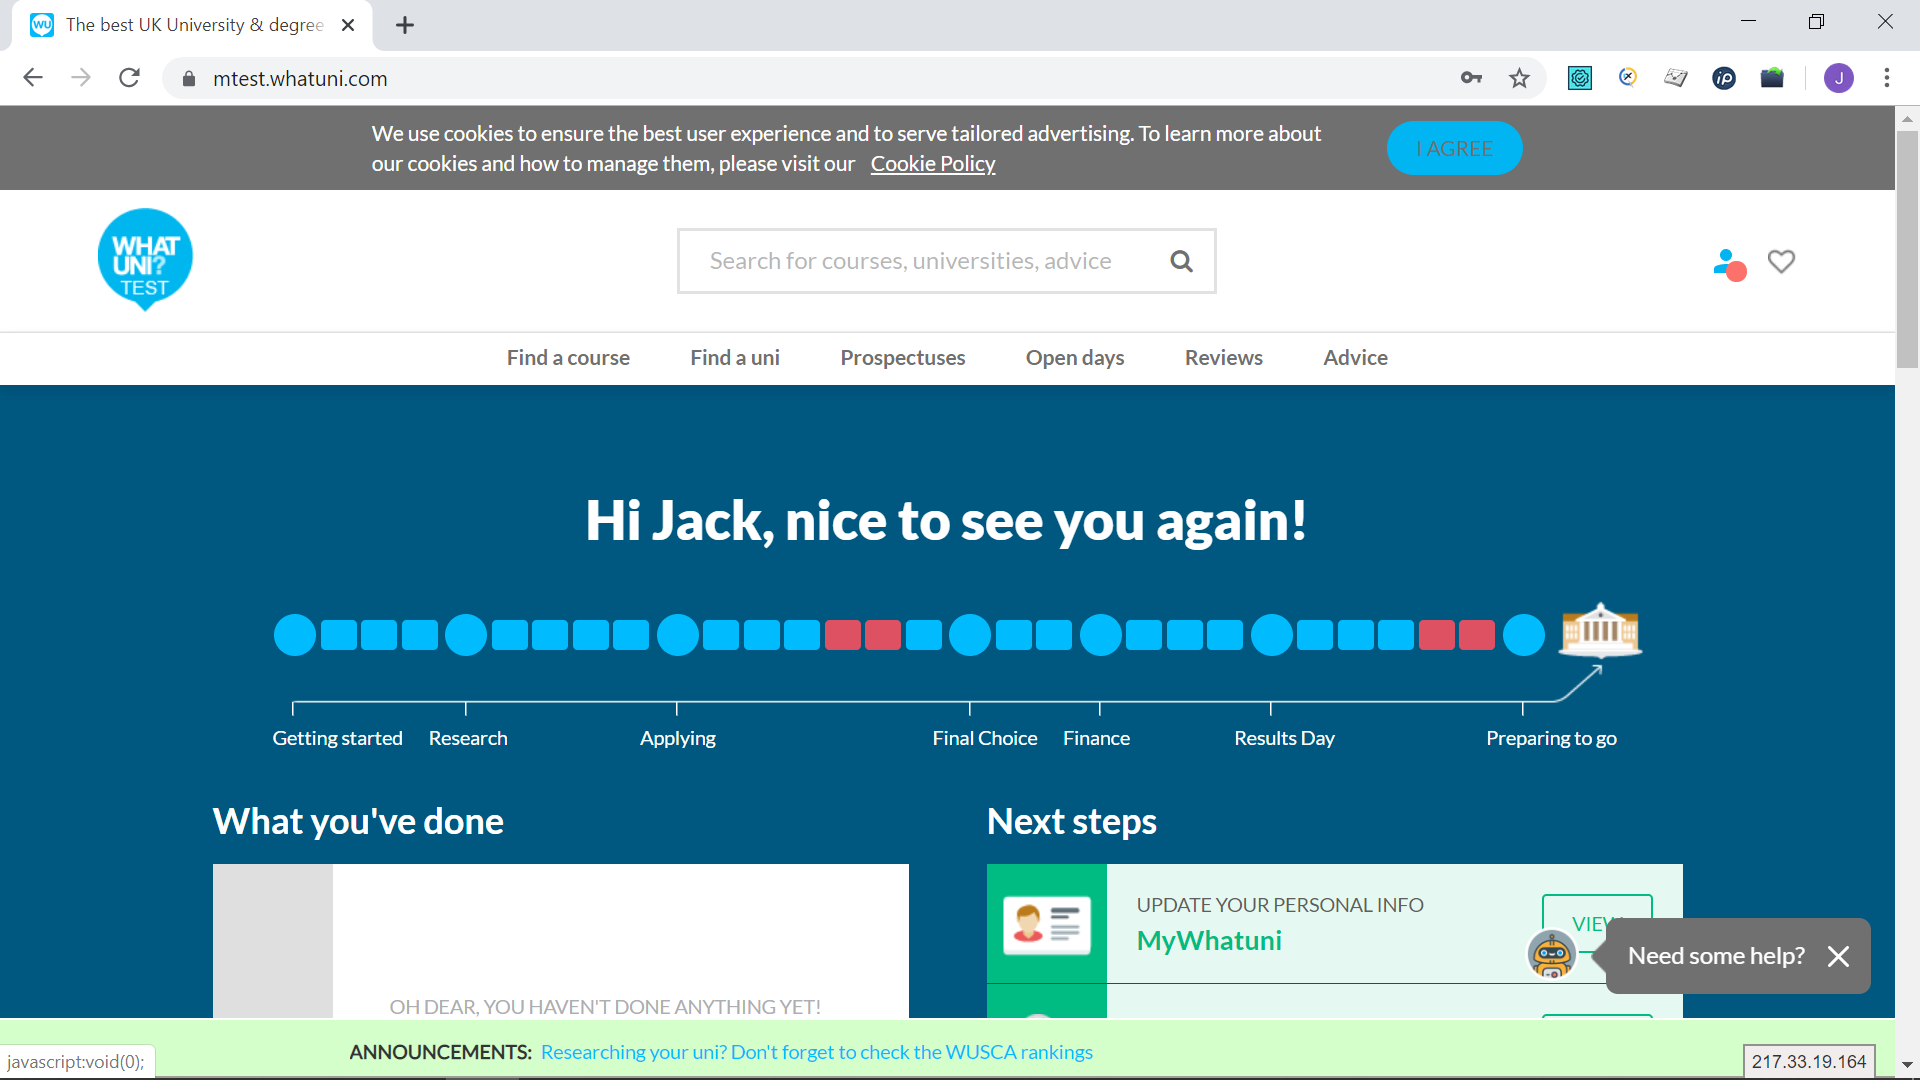 The best UK University & degree
mtest.whatuni.com
J
We use cookies to ensure the best user experience and to serve tailored advertising. To learn more about
our cookies and how to manage them, please visit our Cookie Policy
I AGREE
WHAT
UNI?
TEST
Search for courses, universities, advice
Find a course
Find a uni
Prospectuses
Open days
Reviews
Advice
Hi Jack, nice to see you again!
Getting started
Research
Applying
Final Choice
Finance
Results Day
Preparing to go
What you've done
Next steps
OH DEAR, YOU HAVEN'T DONE ANYTHING YET!
UPDATE YOUR PERSONAL INFO
MyWhatuni
Need some help?
ANNOUNCEMENTS: Researching your uni? Don't forget to check the WUSCA rankings
javascript:void(0);
217.33.19.164